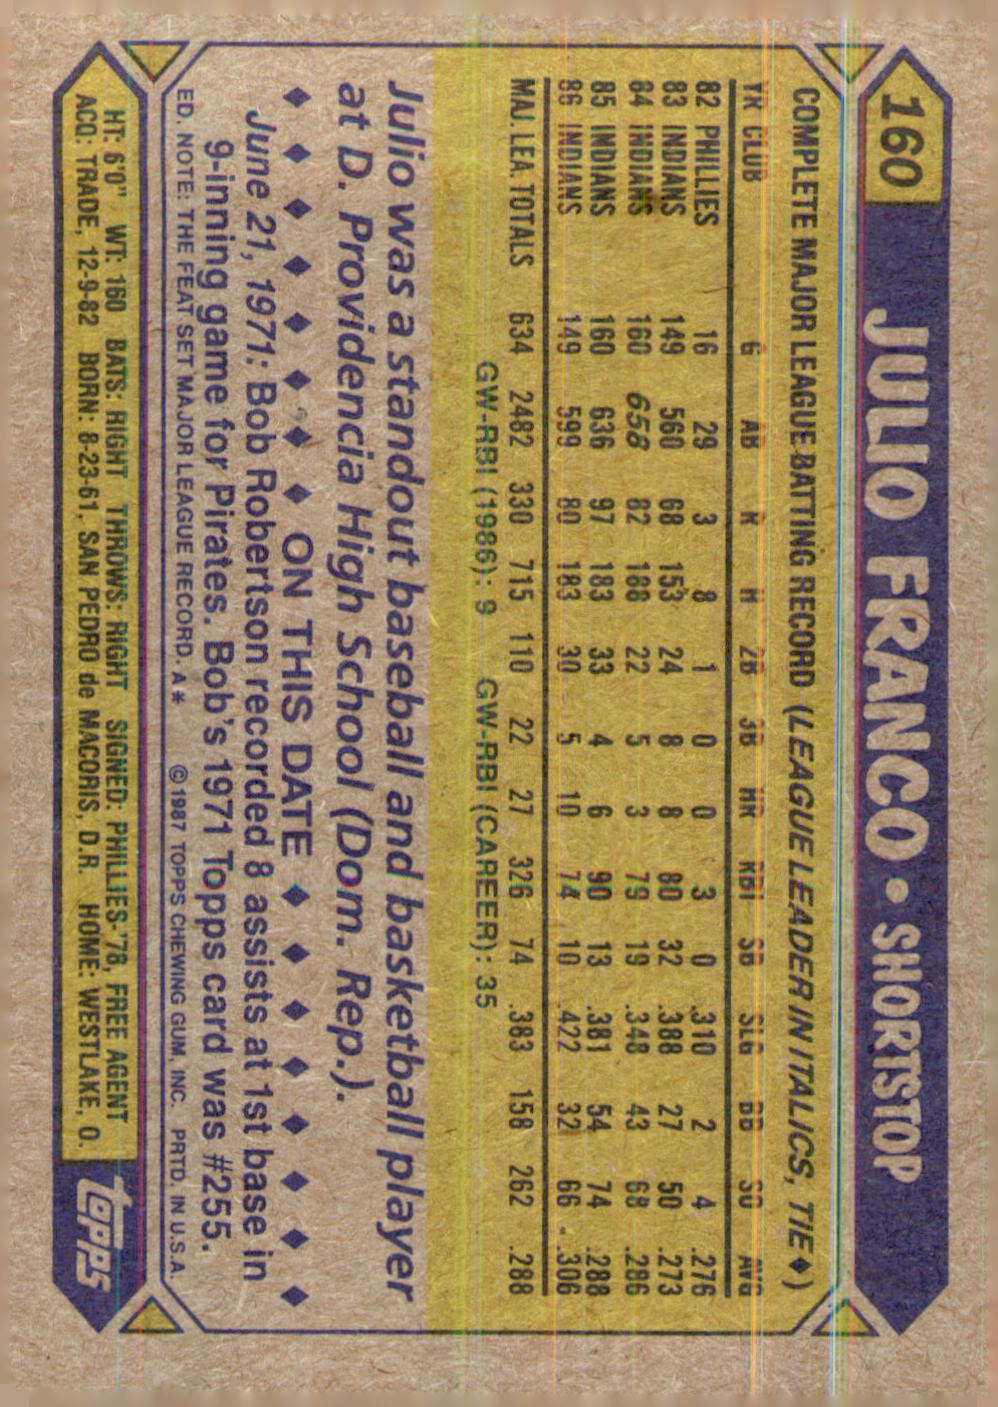 160 JULIO FRANCO • SHORTSTOP
COMPLETE MAJOR LEAGUE BATTING RECORD (LEAGUE LEADER IN ITALICS, TIE ♦)
YR CLUB G AB R H 2B 3B HR RBI SB SLG BB SO AVG
82 PHILLIES 16 29 3 8 1 0 0 3 0 .310 2 4 .276
83 INDIANS 149 560 68 153 24 8 8 80 32 .388 27 50 .273
84 INDIANS 160 658 82 188 22 5 3 79 19 .348 43 68 .286
85 INDIANS 160 636 97 183 33 4 6 90 13 .381 54 74 .288
86 INDIANS 149 599 80 183 30 5 10 74 10 .422 32 66 .306
MAJ. LEA. TOTALS 634 2482 330 715 110 22 27 326 74 .383 158 262 .288
GW-RBI (1986): 9 GW-RBI (CAREER): 35
Julio was a standout baseball and basketball player
at D. Providencia High School (Dom. Rep.).
♦ ♦ ♦ ♦ ♦ ♦ ♦ ♦ ON THIS DATE ♦ ♦ ♦ ♦ ♦ ♦ ♦ ♦
June 21, 1971: Bob Robertson recorded 8 assists at 1st base in
9-inning game for Pirates. Bob's 1971 Topps card was #255.
ED. NOTE: THE FEAT SET MAJOR LEAGUE RECORD. A* ©1987 TOPPS CHEWING GUM, INC. PRTD. IN U.S.A.
HT: 6'0" WT: 160 BATS: RIGHT THROWS: RIGHT SIGNED: PHILLIES-'78, FREE AGENT
ACQ: TRADE, 12-9-82 BORN: 8-23-61, SAN PEDRO de MACORIS, D.R. HOME: WESTLAKE, O.
topps